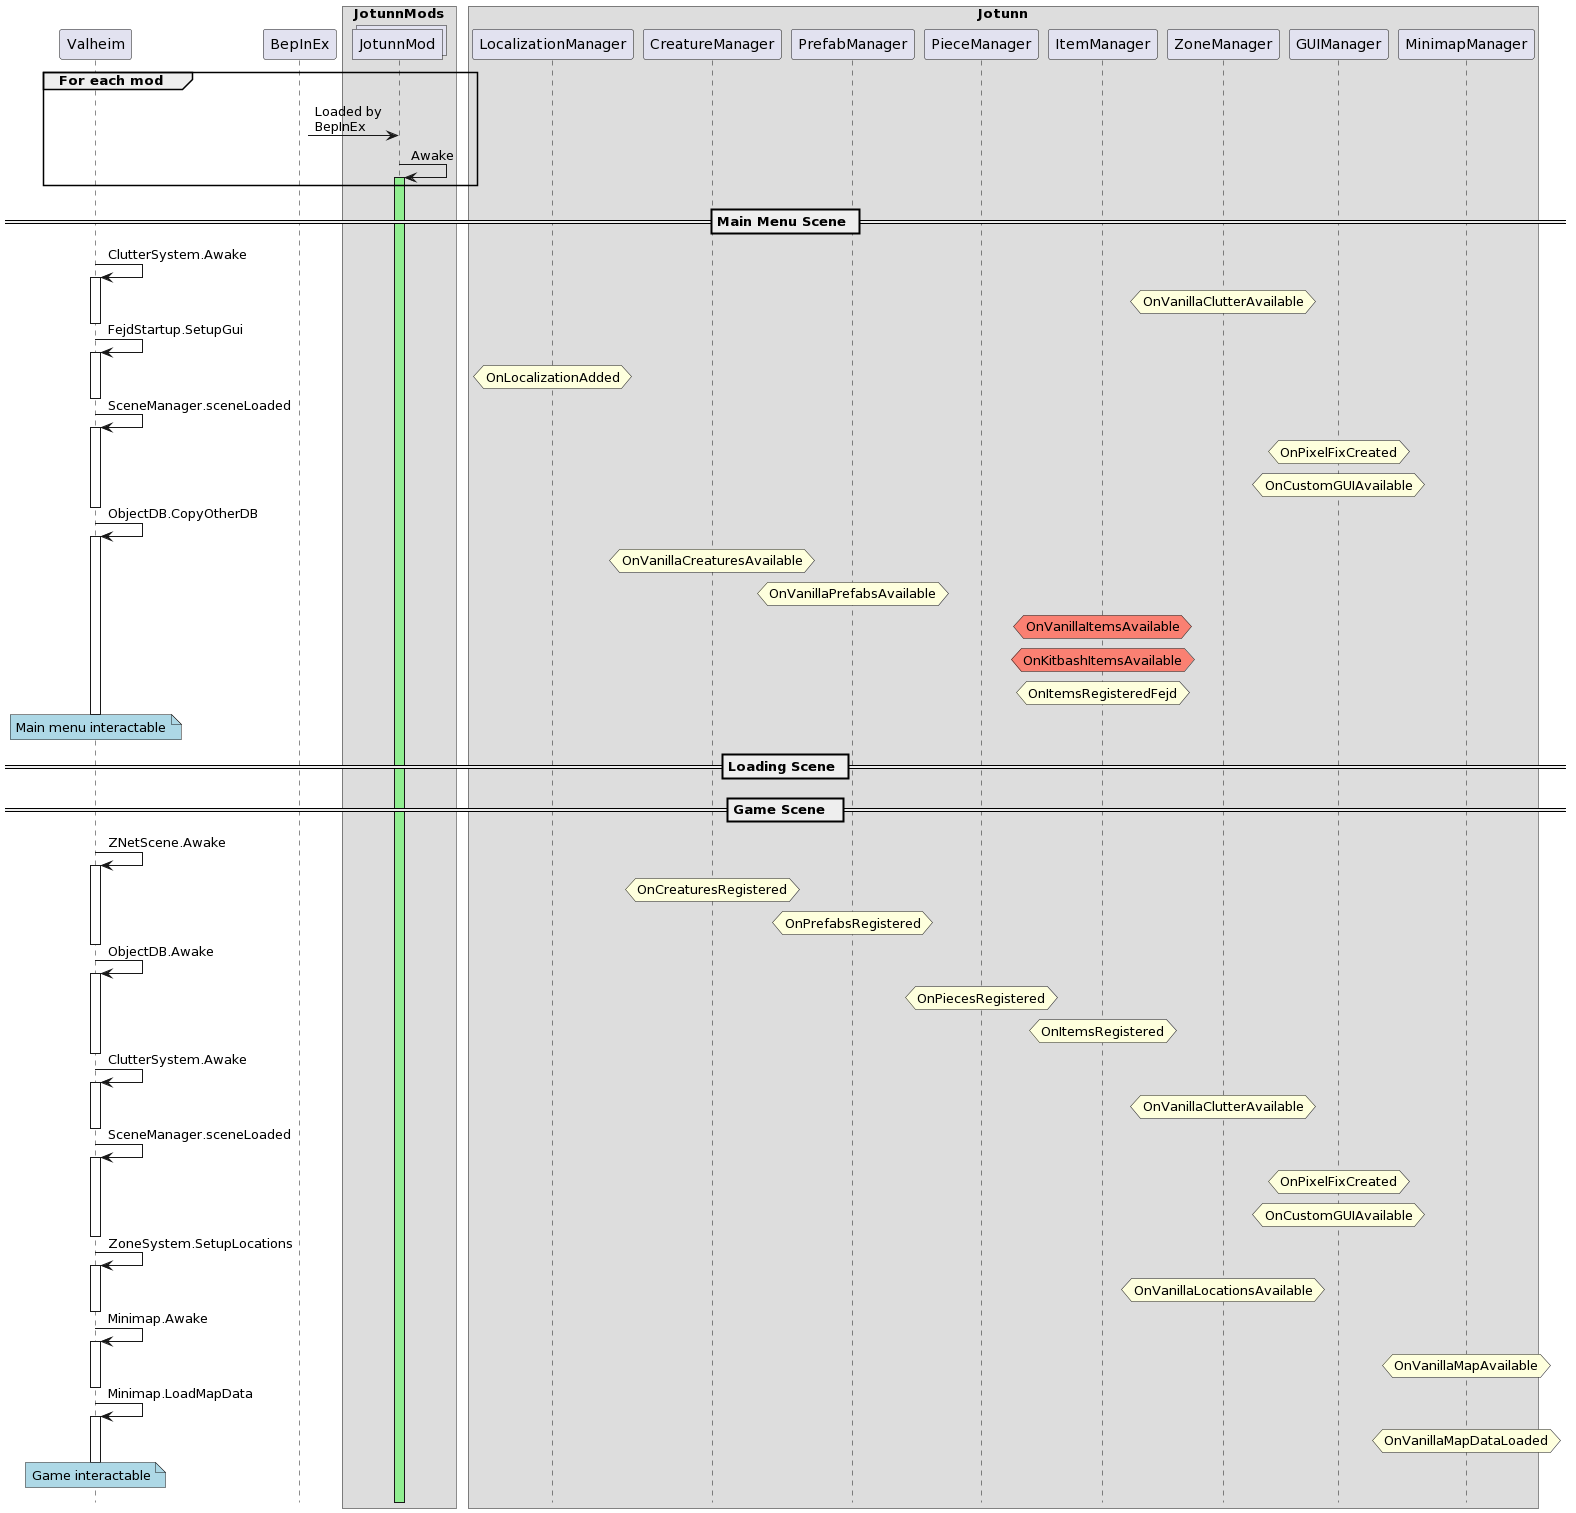 JotunnMods
Jotunn
Valheim
BepInEx
JotunnMod
LocalizationManager
CreatureManager
PrefabManager
PieceManager
ItemManager
ZoneManager
GUIManager
MinimapManager
For each mod
Loaded by
BepInEx
Awake
Main Menu Scene
ClutterSystem.Awake
OnVanillaClutterAvailable
FejdStartup.SetupGui
OnLocalizationAdded
SceneManager.sceneLoaded
OnPixelFixCreated
OnCustomGUIAvailable
ObjectDB.CopyOtherDB
OnVanillaCreaturesAvailable
OnVanillaPrefabsAvailable
OnVanillaItemsAvailable
OnKitbashItemsAvailable
OnItemsRegisteredFejd
Main menu interactable
Loading Scene
Game Scene
ZNetScene.Awake
OnCreaturesRegistered
OnPrefabsRegistered
ObjectDB.Awake
OnPiecesRegistered
OnItemsRegistered
ClutterSystem.Awake
OnVanillaClutterAvailable
SceneManager.sceneLoaded
OnPixelFixCreated
OnCustomGUIAvailable
ZoneSystem.SetupLocations
OnVanillaLocationsAvailable
Minimap.Awake
OnVanillaMapAvailable
Minimap.LoadMapData
OnVanillaMapDataLoaded
Game interactable